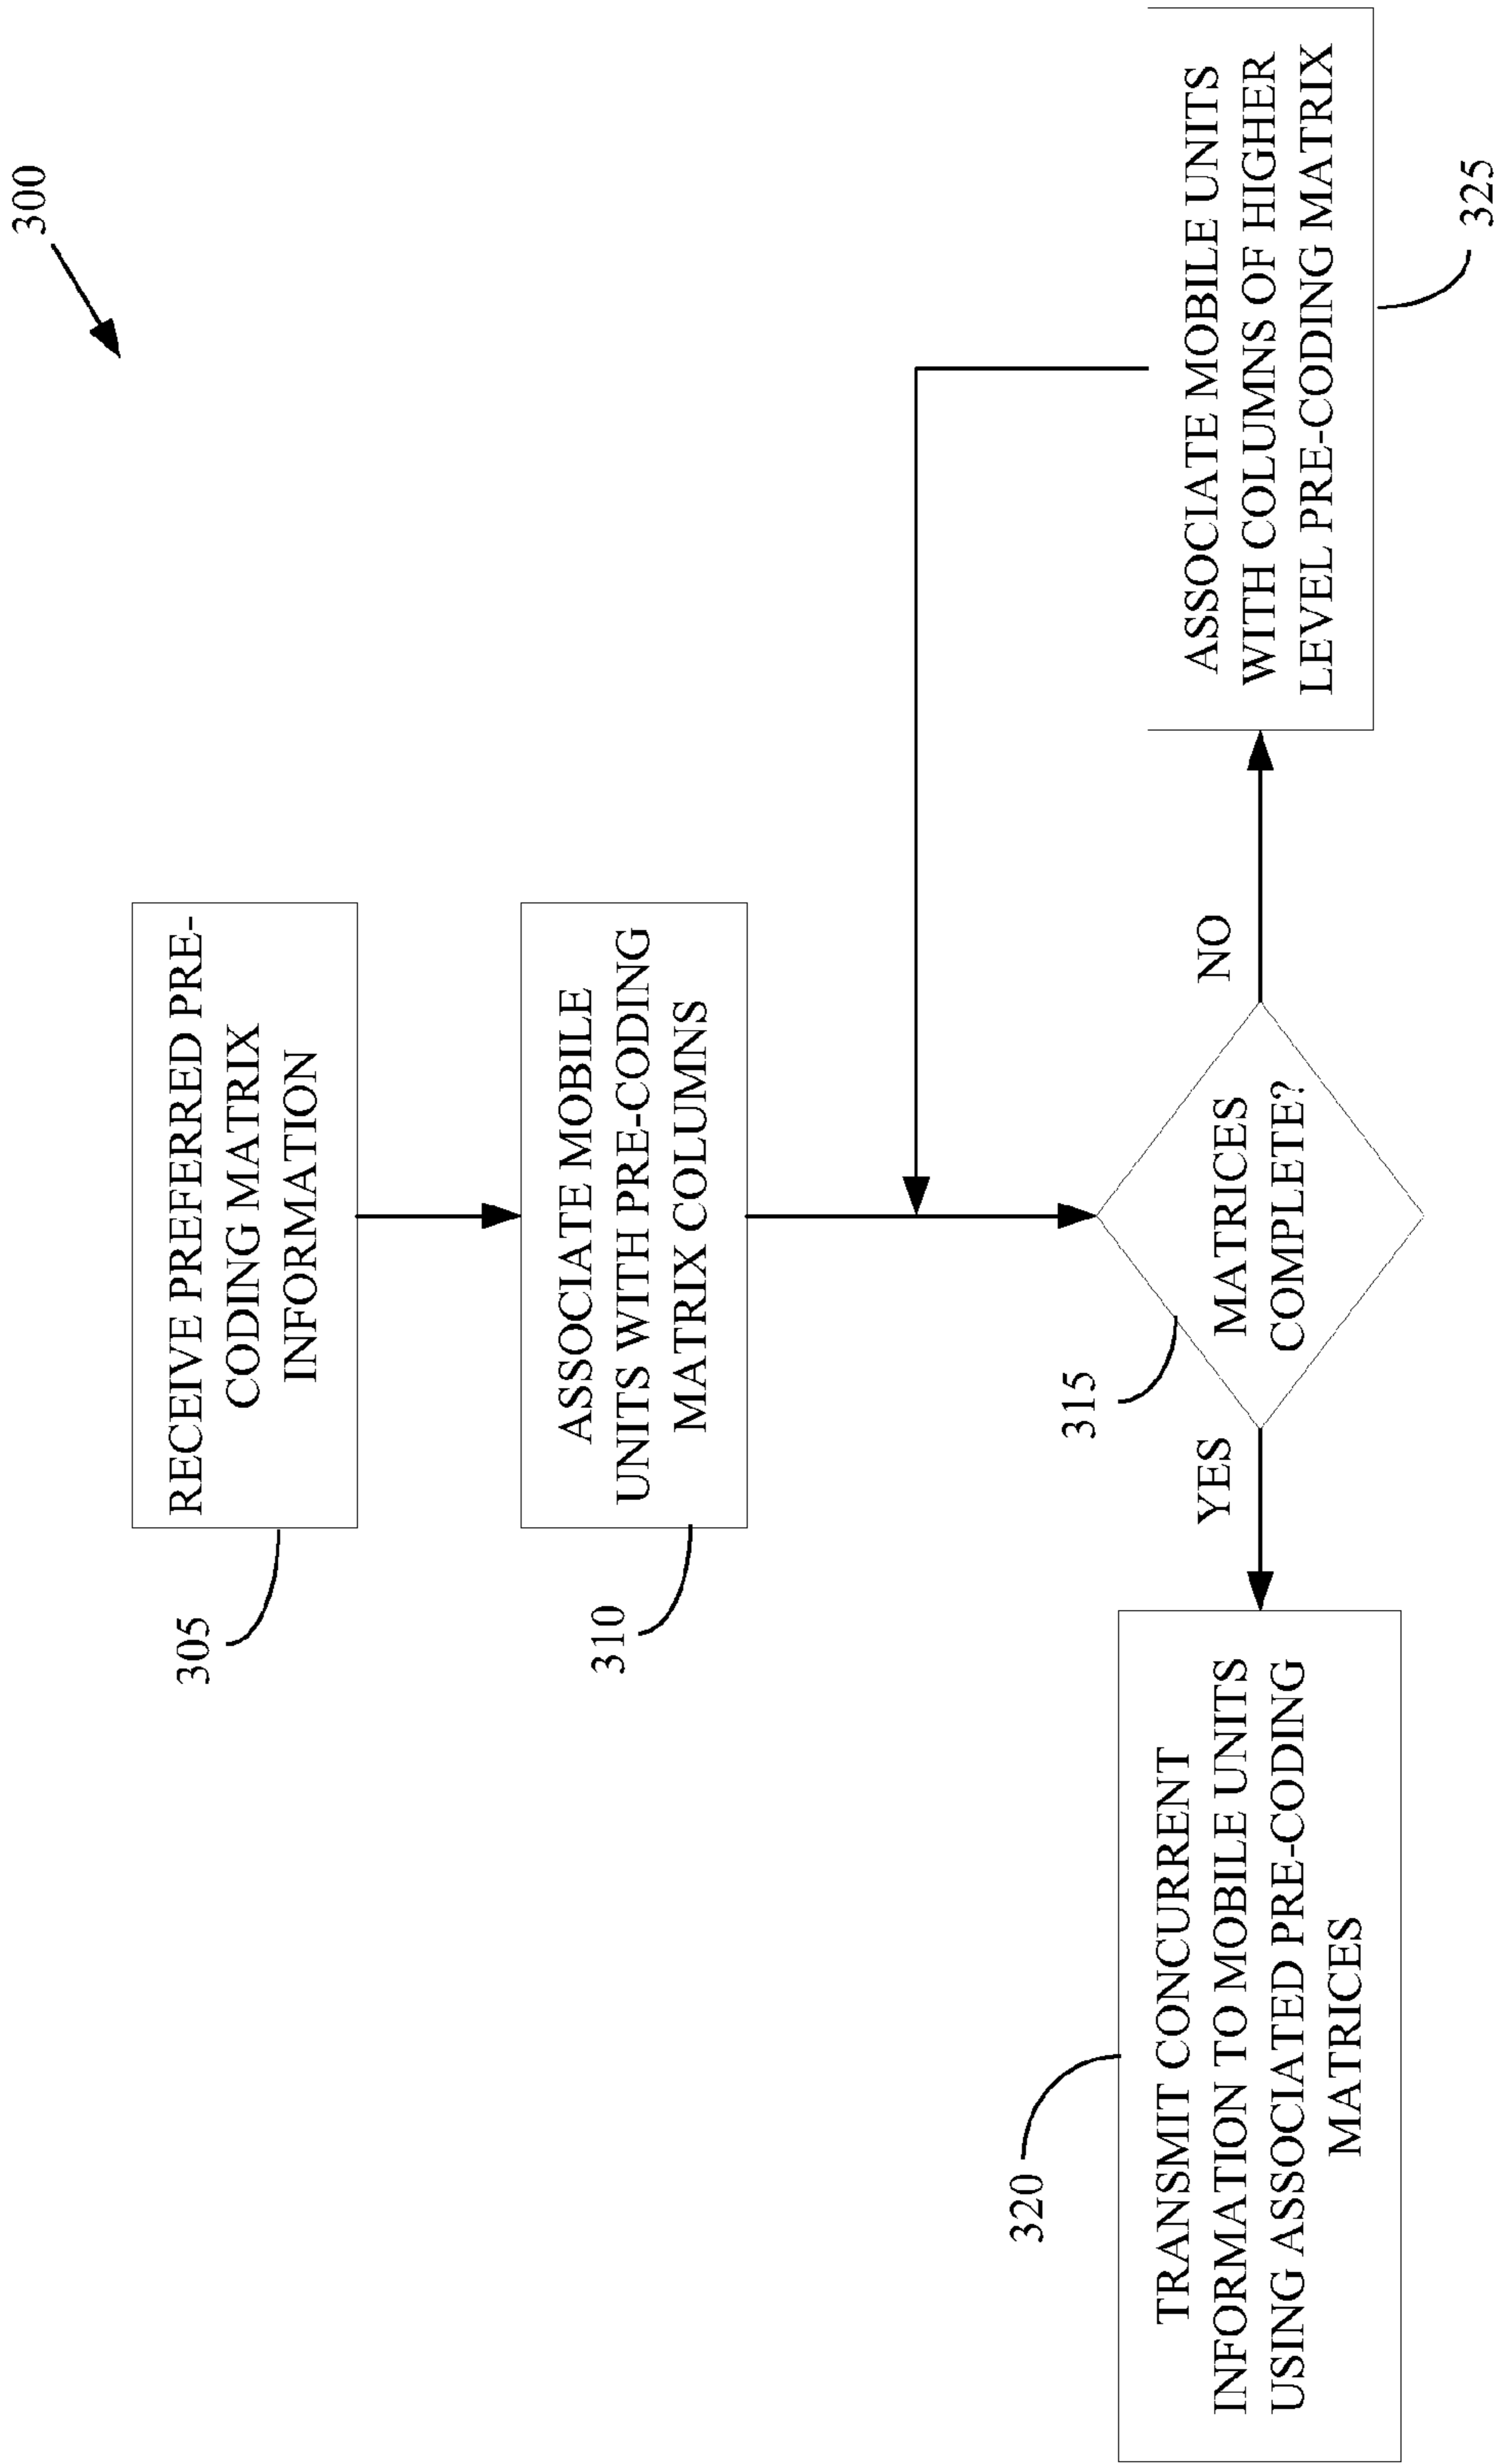 300
305
RECEIVE PREFERRED PRE-
CODING MATRIX
INFORMATION
310
ASSOCIATE MOBILE
UNITS WITH PRE-CODING
MATRIX COLUMNS
315
MATRICES
COMPLETE?
YES
NO
320
TRANSMIT CONCURRENT
INFORMATION TO MOBILE UNITS
USING ASSOCIATED PRE-CODING
MATRICES
ASSOCIATE MOBILE UNITS
WITH COLUMNS OF HIGHER
LEVEL PRE-CODING MATRIX
325